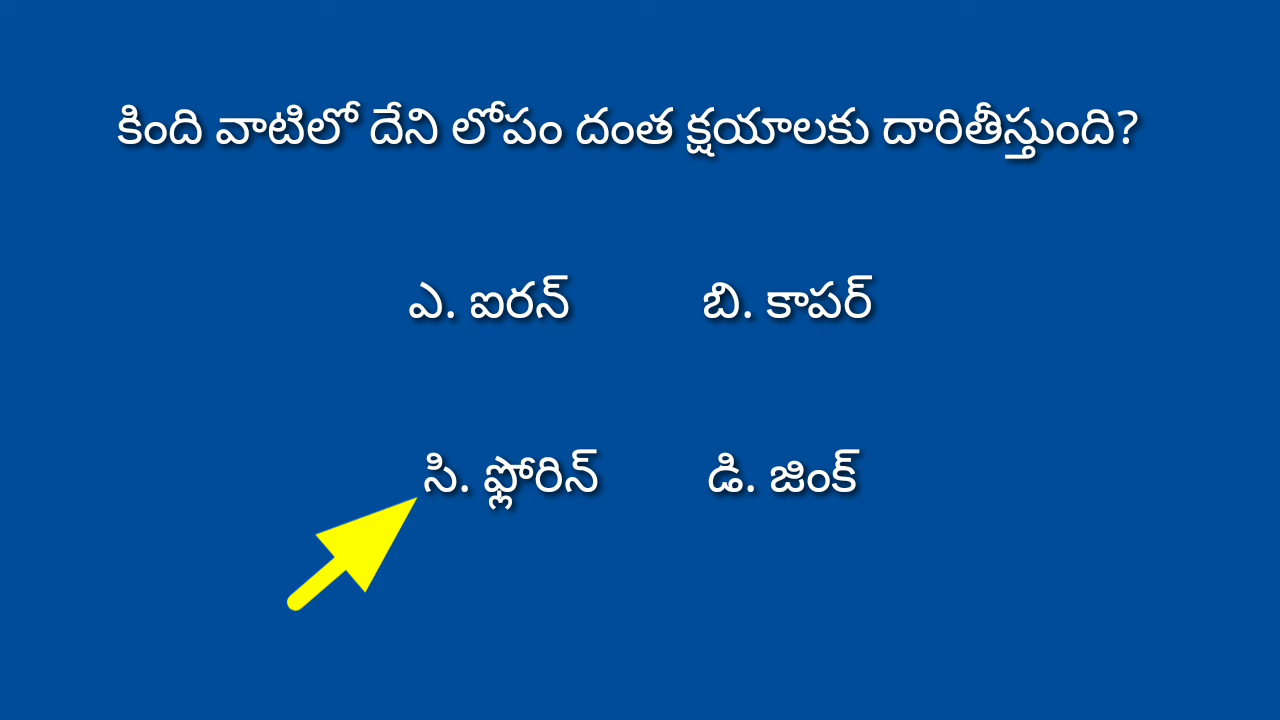 కింది వాటిలో దేని లోపం దంత క్షయాలకు దారితీస్తుంది?
ఎ. ఐరన్ బి. కాపర్
సి. ఫ్లోరిన్ డి. జింక్